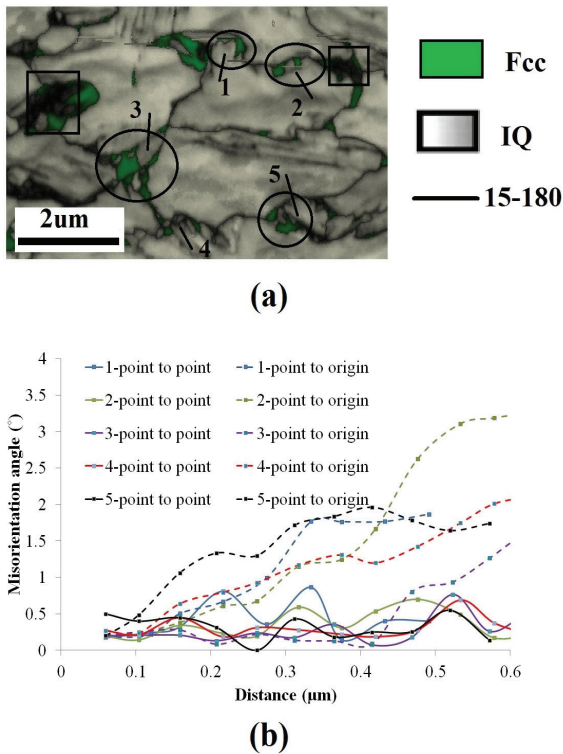 1
2
3
4
5
2um
Fcc
IQ
15-180
(a)
Misorientation angle (°)
4
3.5
3
2.5
2
1.5
1
0.5
0
1-point to point
1-point to origin
2-point to point
2-point to origin
3-point to point
3-point to origin
4-point to point
4-point to origin
5-point to point
5-point to origin
0 0.1 0.2 0.3 0.4 0.5 0.6
Distance (µm)
(b)